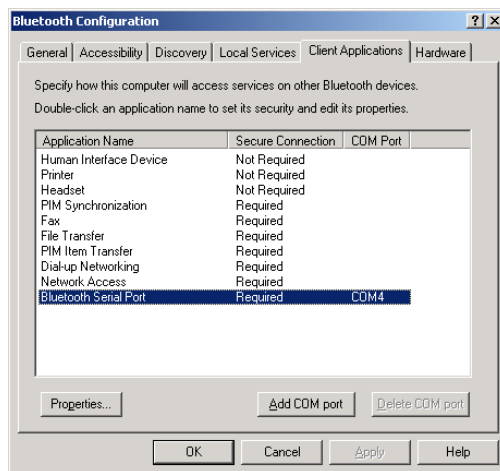 Bluetooth Configuration
General Accessibility Discovery Local Services Client Applications Hardware
Specify how this computer will access services on other Bluetooth devices.
Double-click an application name to set its security and edit its properties.
Application Name Secure Connection COM Port
Human Interface Device Not Required
Printer Not Required
Headset Not Required
PIM Synchronization Required
Fax Required
File Transfer Required
PIM Item Transfer Required
Dial-up Networking Required
Network Access Required
Bluetooth Serial Port Required COM4
Properties... Add COM port Delete COM port
OK Cancel Apply Help